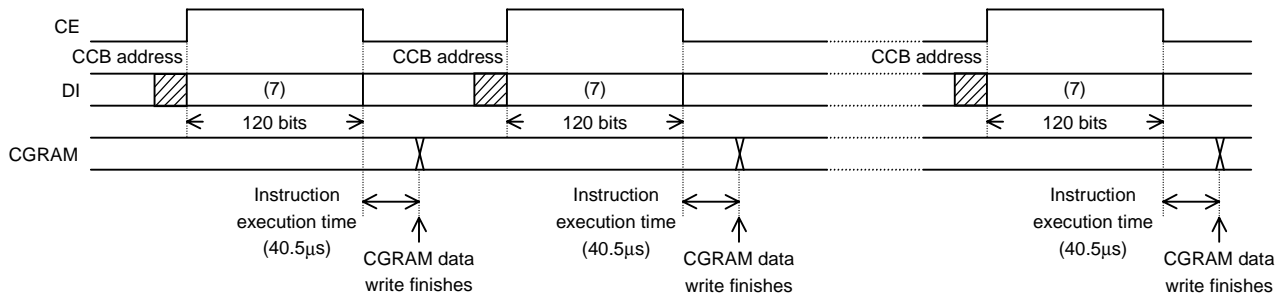 CE
CCB address CCB address CCB address
DI (7) (7) (7)
120 bits 120 bits 120 bits
CGRAM
Instruction Instruction Instruction
execution time execution time execution time
(40.5μs) (40.5μs) (40.5μs)
CGRAM data CGRAM data CGRAM data
write finishes write finishes write finishes